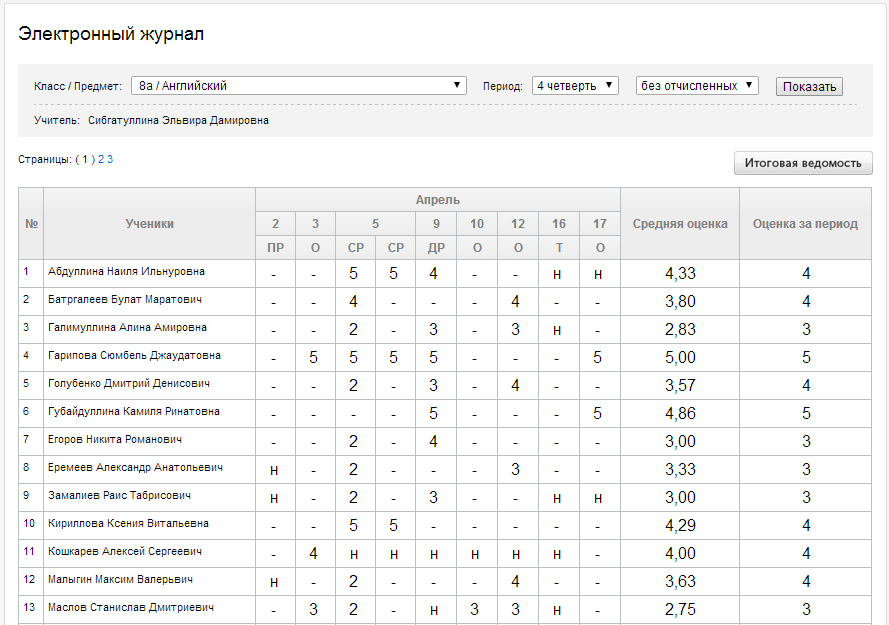 Электронный журнал
Класс / Предмет: 8а / Английский Период: 4 четверть без отчисленных Показать
Учитель: Сибгатуллина Эльвира Дамировна
Страницы: ( 1 ) 2 3 Итоговая ведомость
№ Ученики Апрель Средняя оценка Оценка за период
2 3 5 9 10 12 16 17
ПР О СР СР ДР О О Т О
1 Абдуллина Наиля Ильнуровна - - 5 5 4 - - н н 4,33 4
2 Батргалеев Булат Маратович - - 4 - - - 4 - - 3,80 4
3 Галимуллина Алина Амировна - - 2 - 3 - 3 н - 2,83 3
4 Гарипова Сюмбель Джаудатовна - 5 5 5 5 - - - 5 5,00 5
5 Голубенко Дмитрий Денисович - - 2 - 3 - 4 - - 3,57 4
6 Губайдуллина Камиля Ринатовна - - - - 5 - - - 5 4,86 5
7 Егоров Никита Романович - - 2 - 4 - - - - 3,00 3
8 Еремеев Александр Анатольевич н - 2 - - - 3 - - 3,33 3
9 Замалиев Раис Табрисович н - 2 - 3 - - н н 3,00 3
10 Кириллова Ксения Витальевна - - 5 5 - - - - - 4,29 4
11 Кошкарев Алексей Сергеевич - 4 н н н н н н - 4,00 4
12 Малыгин Максим Валерьвич н - 2 - - - 4 - - 3,63 4
13 Маслов Станислав Дмитриевич - 3 2 - н 3 3 н - 2,75 3